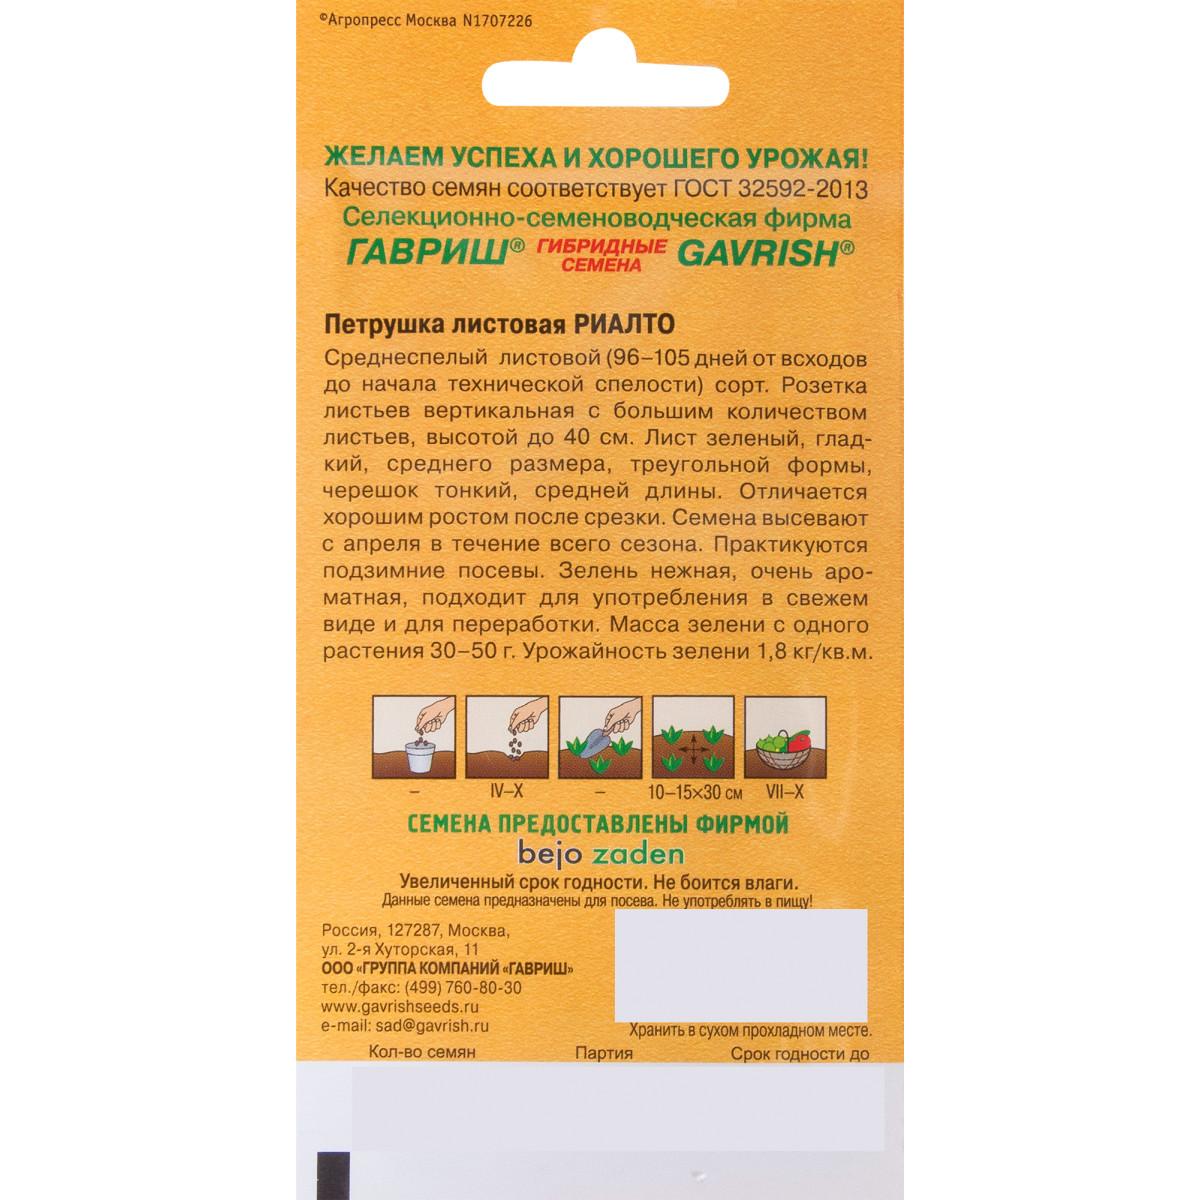 ©Агропресс Москва N1707226
ЖЕЛАЕМ УСПЕХА И ХОРОШЕГО УРОЖАЯ!
Качество семян соответствует ГОСТ 32592-2013
Селекционно-семеноводческая фирма
ГАВРИШ® ГИБРИДНЫЕ СЕМЕНА GAVRISH®
Петрушка листовая РИАЛТО
Среднеспелый листовой (96–105 дней от всходов
до начала технической спелости) сорт. Розетка
листьев вертикальная с большим количеством
листьев, высотой до 40 см. Лист зеленый, глад-
кий, среднего размера, треугольной формы,
черешок тонкий, средней длины. Отличается
хорошим ростом после срезки. Семена высевают
с апреля в течение всего сезона. Практикуются
подзимние посевы. Зелень нежная, очень аро-
матная, подходит для употребления в свежем
виде и для переработки. Масса зелени с одного
растения 30–50 г. Урожайность зелени 1,8 кг/кв.м.
– IV–X – 10–15×30 см VII–X
СЕМЕНА ПРЕДОСТАВЛЕНЫ ФИРМОЙ
bejo zaden
Увеличенный срок годности. Не боится влаги.
Данные семена предназначены для посева. Не употреблять в пищу!
Россия, 127287, Москва,
ул. 2-я Хуторская, 11
ООО «ГРУППА КОМПАНИЙ «ГАВРИШ»
тел./факс: (499) 760-80-30
www.gavrishseeds.ru
e-mail: sad@gavrish.ru
Хранить в сухом прохладном месте.
Кол-во семян Партия Срок годности до